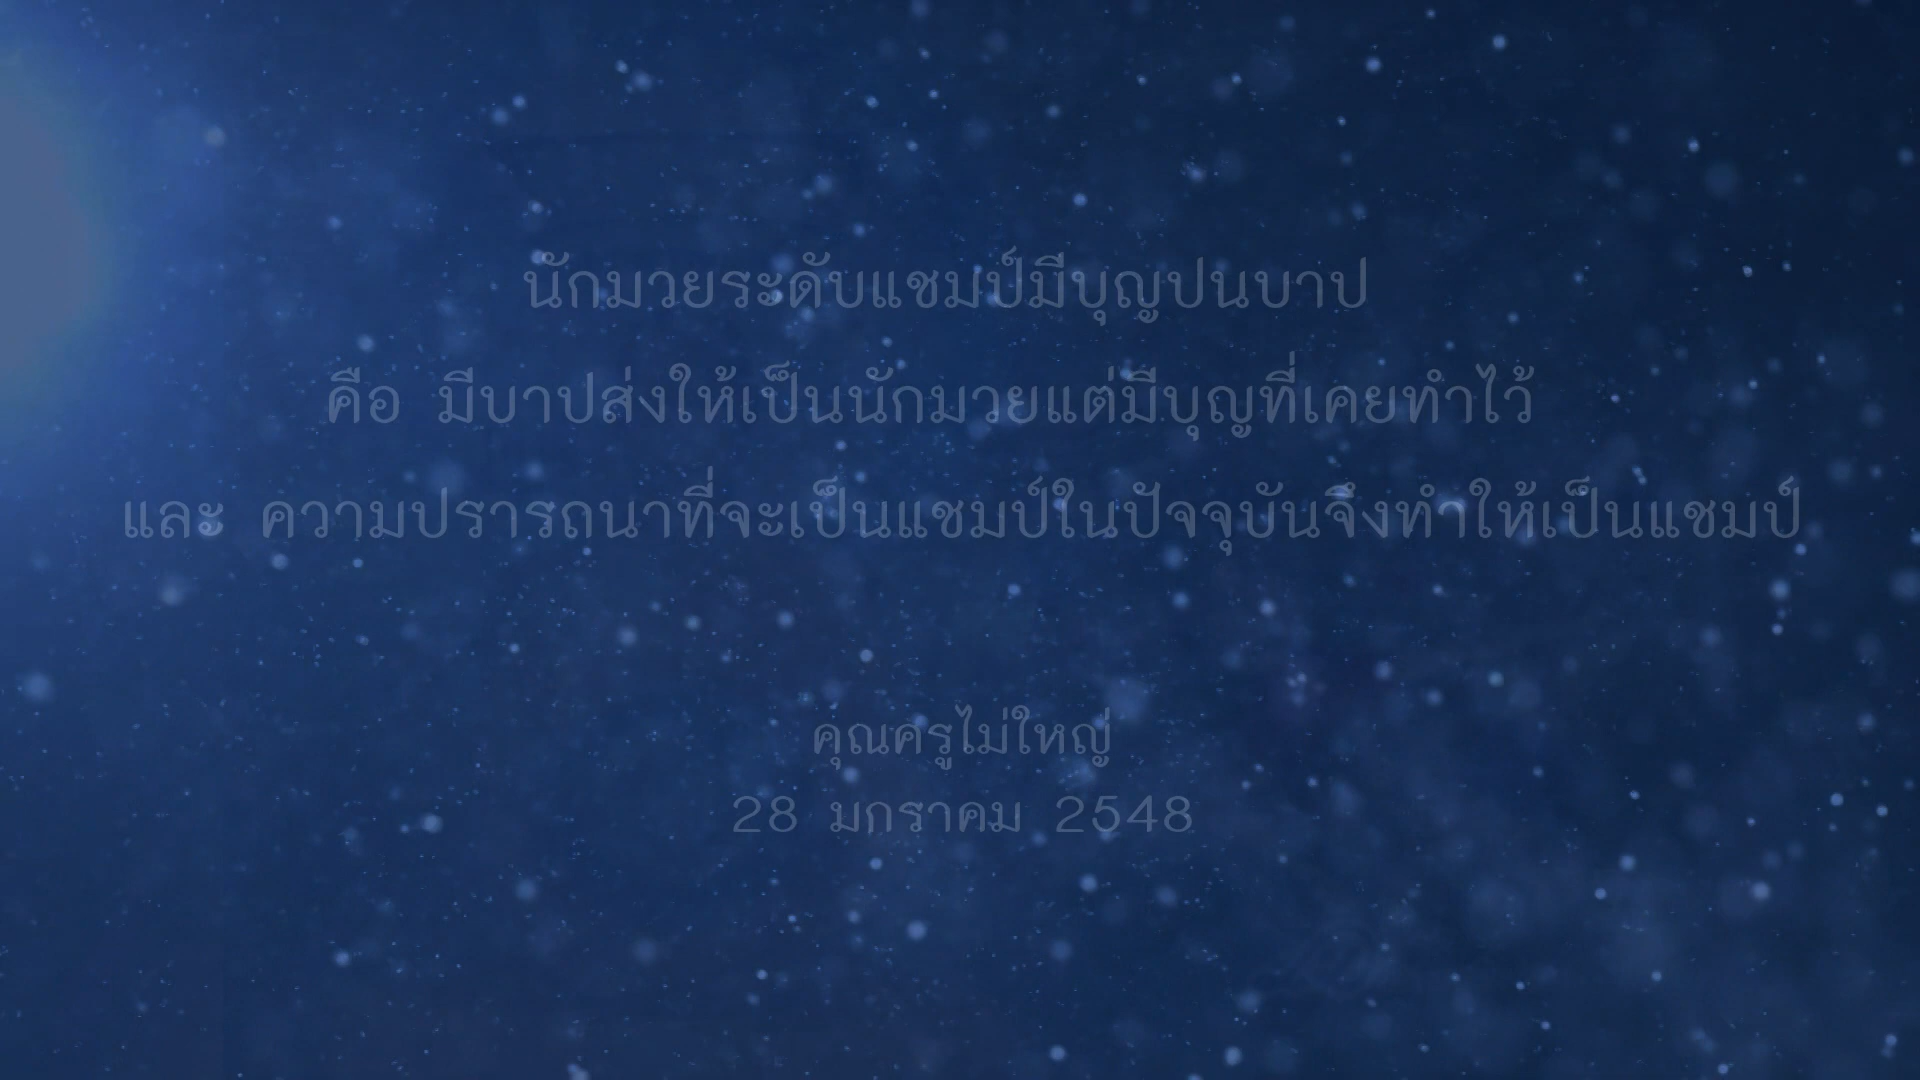 นักมวยระดับแชมป์มีบุญปนบาป
คือ มีบาปส่งให้เป็นนักมวยแต่มีบุญที่เคยทำไว้
และ ความปรารถนาที่จะเป็นแชมป์ในปัจจุบันจึงทำให้เป็นแชมป์
คุณครูไม่ใหญ่
28 มกราคม 2548